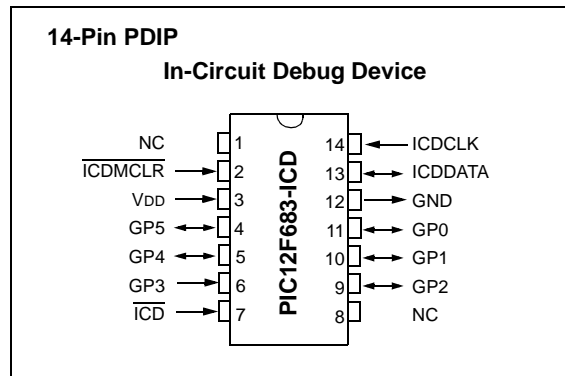 14-Pin PDIP
In-Circuit Debug Device
NC 1 14 ICDCLK
ICDMCLR 2 13 ICDDATA
VDD 3 12 GND
GP5 4 11 GP0
GP4 5 10 GP1
GP3 6 9 GP2
ICD 7 8 NC
PIC12F683-ICD